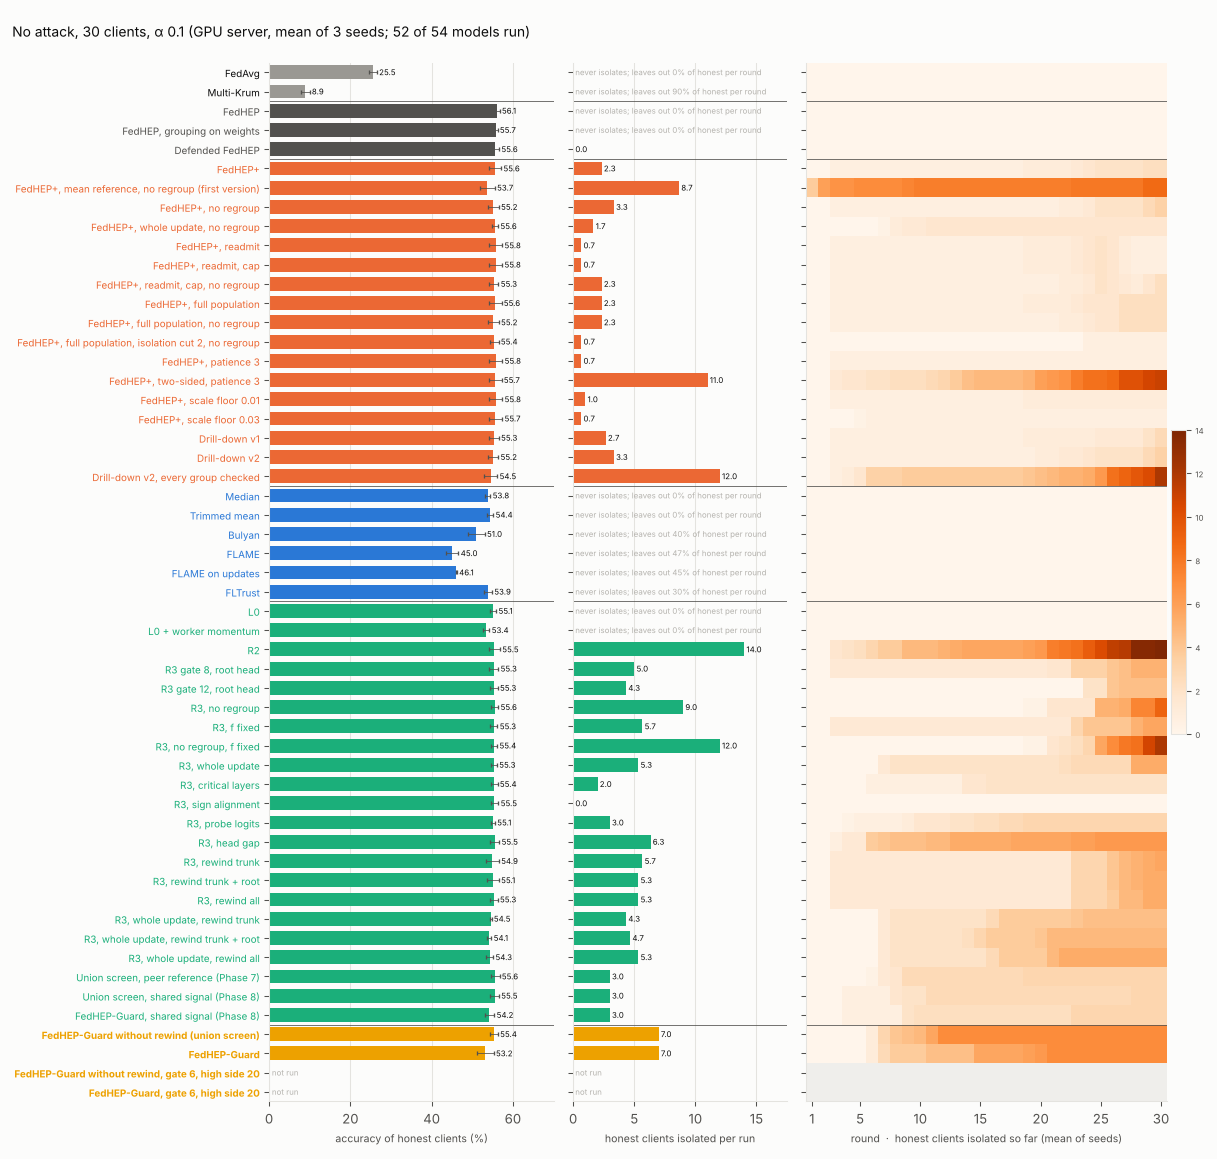 No attack, 30 clients, α 0.1 (GPU server, mean of 3 seeds; 52 of 54 models run)
FedAvg 25.5 never isolates; leaves out 0% of honest per round
Multi-Krum 8.9 never isolates; leaves out 90% of honest per round
FedHEP 56.1 never isolates; leaves out 0% of honest per round
FedHEP, grouping on weights 55.7 never isolates; leaves out 0% of honest per round
Defended FedHEP 55.6 0.0
FedHEP+ 55.6 2.3
FedHEP+, mean reference, no regroup (first version) 53.7 8.7
FedHEP+, no regroup 55.2 3.3
FedHEP+, whole update, no regroup 55.6 1.7
FedHEP+, readmit 55.8 0.7
FedHEP+, readmit, cap 55.8 0.7
FedHEP+, readmit, cap, no regroup 55.3 2.3
FedHEP+, full population 55.6 2.3
FedHEP+, full population, no regroup 55.2 2.3
FedHEP+, full population, isolation cut 2, no regroup 55.4 0.7
FedHEP+, patience 3 55.8 0.7
FedHEP+, two-sided, patience 3 55.7 11.0
FedHEP+, scale floor 0.01 55.8 1.0
FedHEP+, scale floor 0.03 55.7 0.7
Drill-down v1 55.3 2.7
Drill-down v2 55.2 3.3
Drill-down v2, every group checked 54.5 12.0
Median 53.8 never isolates; leaves out 0% of honest per round
Trimmed mean 54.4 never isolates; leaves out 0% of honest per round
Bulyan 51.0 never isolates; leaves out 40% of honest per round
FLAME 45.0 never isolates; leaves out 47% of honest per round
FLAME on updates 46.1 never isolates; leaves out 45% of honest per round
FLTrust 53.9 never isolates; leaves out 30% of honest per round
L0 55.1 never isolates; leaves out 0% of honest per round
L0 + worker momentum 53.4 never isolates; leaves out 0% of honest per round
R2 55.5 14.0
R3 gate 8, root head 55.3 5.0
R3 gate 12, root head 55.3 4.3
R3, no regroup 55.6 9.0
R3, f fixed 55.3 5.7
R3, no regroup, f fixed 55.4 12.0
R3, whole update 55.3 5.3
R3, critical layers 55.4 2.0
R3, sign alignment 55.5 0.0
R3, probe logits 55.1 3.0
R3, head gap 55.5 6.3
R3, rewind trunk 54.9 5.7
R3, rewind trunk + root 55.1 5.3
R3, rewind all 55.3 5.3
R3, whole update, rewind trunk 54.5 4.3
R3, whole update, rewind trunk + root 54.1 4.7
R3, whole update, rewind all 54.3 5.3
Union screen, peer reference (Phase 7) 55.6 3.0
Union screen, shared signal (Phase 8) 55.5 3.0
FedHEP-Guard, shared signal (Phase 8) 54.2 3.0
FedHEP-Guard without rewind (union screen) 55.4 7.0
FedHEP-Guard 53.2 7.0
FedHEP-Guard without rewind, gate 6, high side 20 not run not run
FedHEP-Guard, gate 6, high side 20 not run not run
0 20 40 60
accuracy of honest clients (%)
0 5 10 15
honest clients isolated per run
1 5 10 15 20 25 30
round · honest clients isolated so far (mean of seeds)
14
12
10
8
6
4
2
0